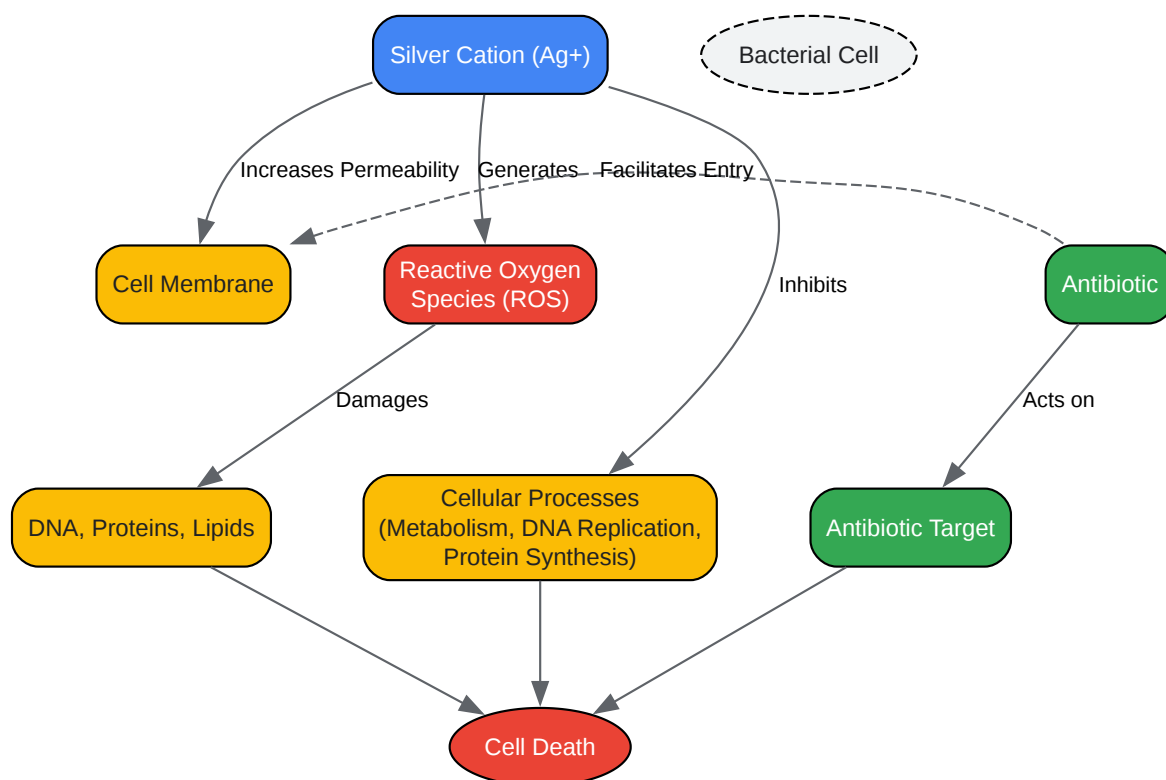 Silver Cation (Ag+)
Bacterial Cell
Increases Permeability
Generates
Facilitates Entry
Cell Membrane
Reactive Oxygen
Species (ROS)
Inhibits
Antibiotic
Damages
Acts on
DNA, Proteins, Lipids
Cellular Processes
(Metabolism, DNA Replication,
Protein Synthesis)
Antibiotic Target
Cell Death